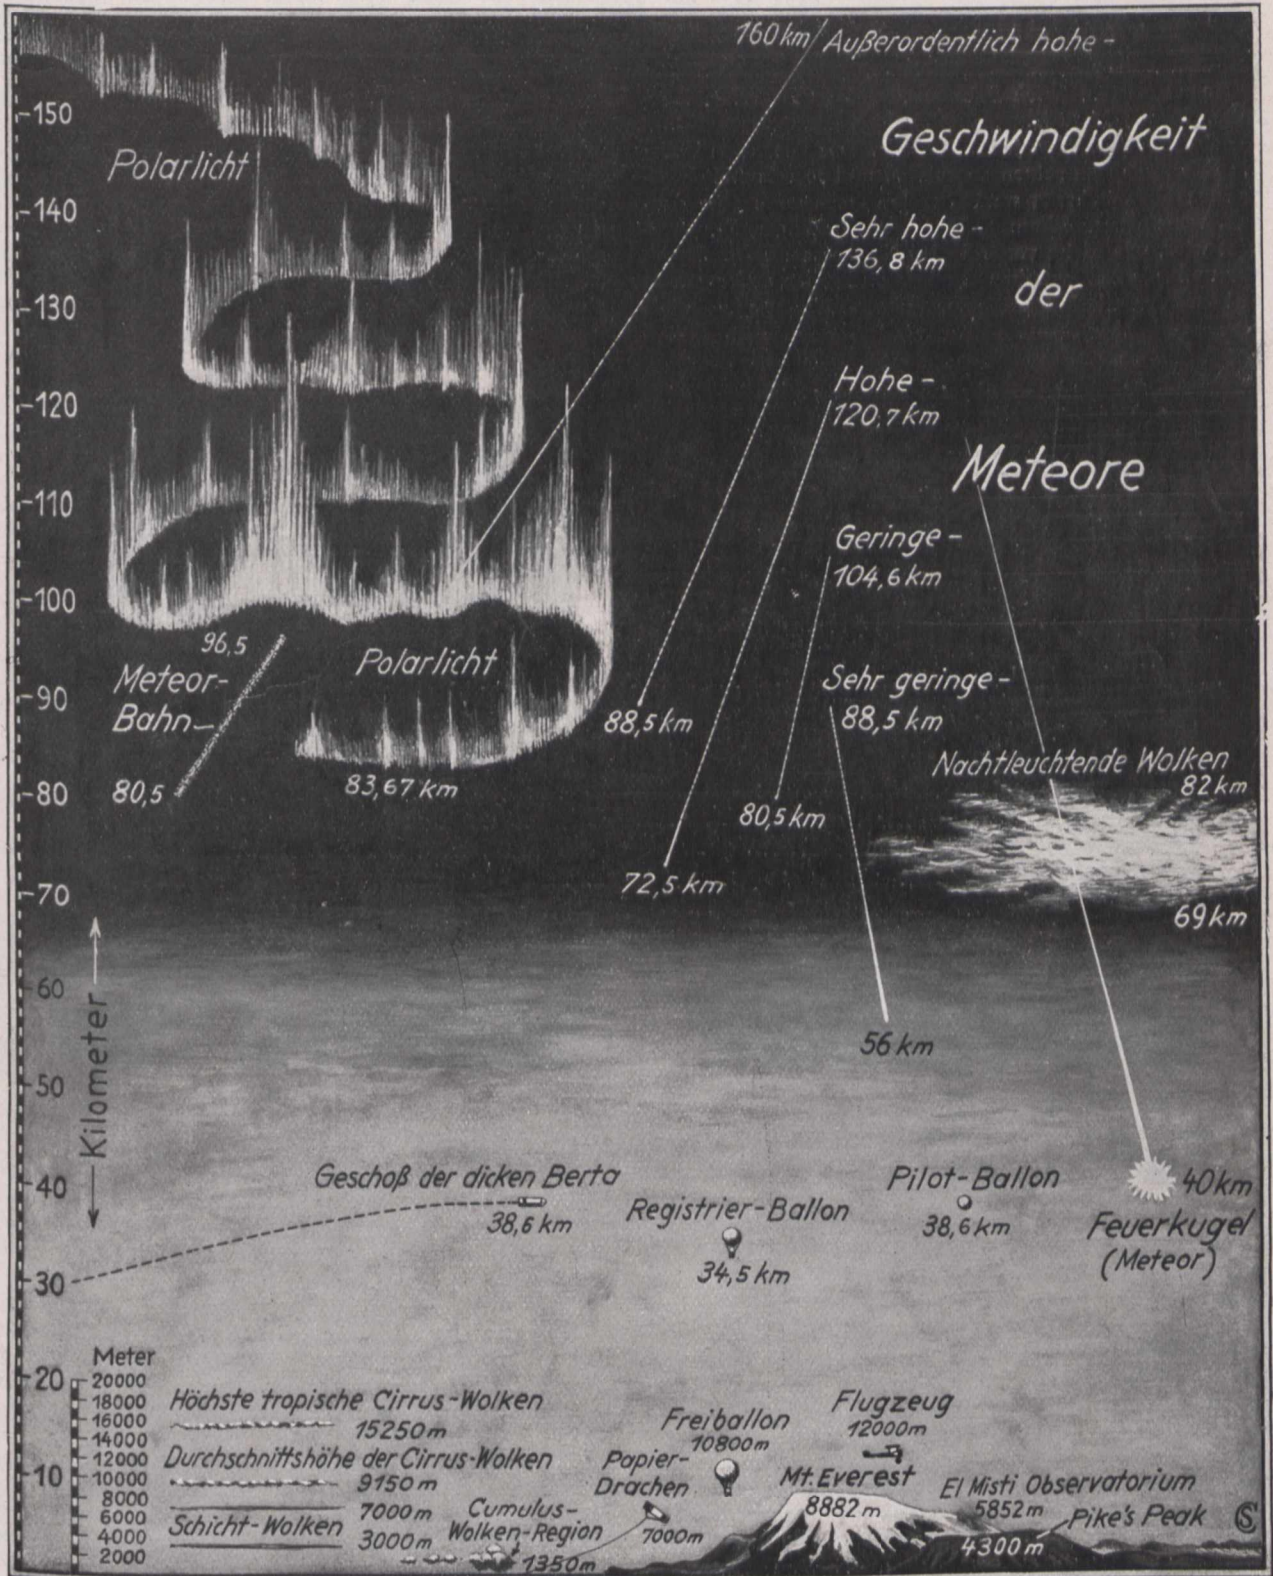 160 km Außerordentlich hohe-
-150
Geschwindigkeit
Polarlicht
-140
Sehr hohe-
136,8 km
der
-130
Hohe-
-120
120,7 km
Meteore
-110
Geringe-
104,6 km
-100
96,5
Polarlicht
Meteor-
Bahn-
-90
Sehr geringe-
88,5 km
88,5 km
Nachtleuchtende Wolken
82 km
83,67 km
80,5
-80
80,5 km
72,5 km
-70
69 km
-60
Kilometer
56 km
-50
Geschoß der dicken Berta
38,6 km
Registrier-Ballon
34,5 km
Pilot-Ballon
38,6 km
-40
40 km
Feuerkugel
(Meteor)
-30
-20
Meter
20000
18000
16000
14000
12000
10000
8000
6000
4000
2000
-10
Höchste tropische Cirrus-Wolken
15250 m
Durchschnittshöhe der Cirrus-Wolken
9150 m
7000 m
Schicht-Wolken
3000 m
Cumulus-
Wolken-Region
1350 m
Papier-
Drachen
7000 m
Freiballon
10800 m
Flugzeug
12000 m
Mt. Everest
8882 m
El Misti Observatorium
5852 m
Pike's Peak
4300 m